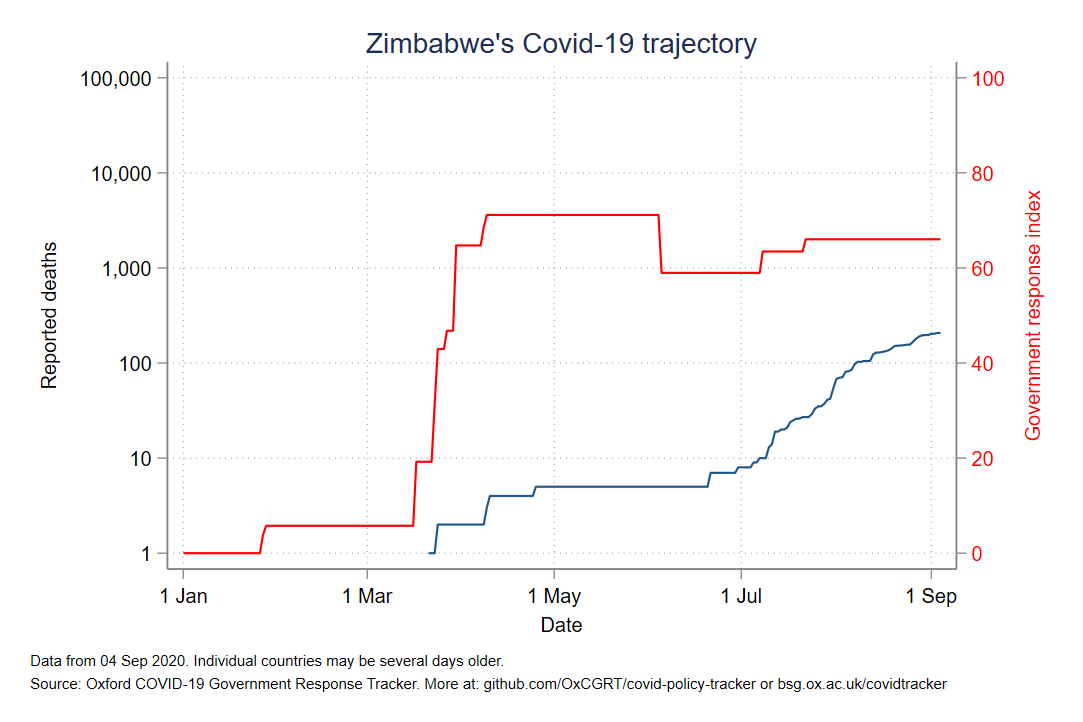 Zimbabwe's Covid-19 trajectory
100,000
10,000
1,000
100
10
1
Reported deaths
100
80
60
40
20
0
Government response index
1 Jan
1 Mar
1 May
1 Jul
1 Sep
Date
Data from 04 Sep 2020. Individual countries may be several days older.
Source: Oxford COVID-19 Government Response Tracker. More at: github.com/OxCGRT/covid-policy-tracker or bsg.ox.ac.uk/covidtracker